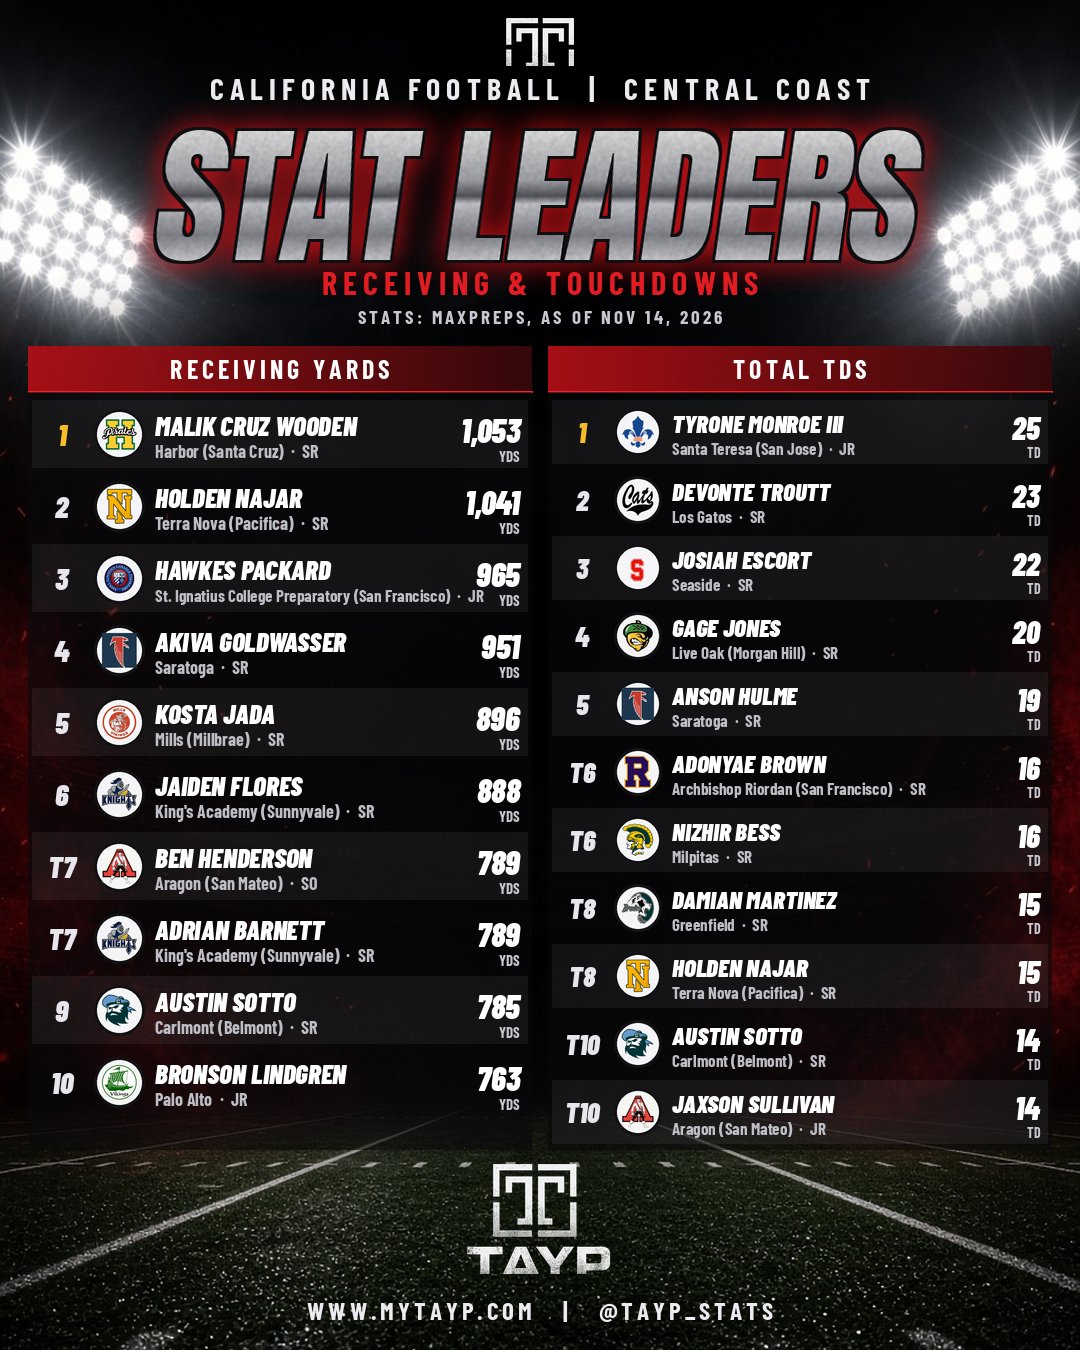 CALIFORNIA FOOTBALL | CENTRAL COAST
STAT LEADERS
RECEIVING & TOUCHDOWNS
STATS: MAXPREPS, AS OF NOV 14, 2026
RECEIVING YARDS
1 MALIK CRUZ WOODEN 1,053
Harbor (Santa Cruz) · SR YDS
2 HOLDEN NAJAR 1,041
Terra Nova (Pacifica) · SR YDS
3 HAWKES PACKARD 965
St. Ignatius College Preparatory (San Francisco) · JR YDS
4 AKIVA GOLDWASSER 951
Saratoga · SR YDS
5 KOSTA JADA 896
Mills (Millbrae) · SR YDS
6 JAIDEN FLORES 888
King's Academy (Sunnyvale) · SR YDS
T7 BEN HENDERSON 789
Aragon (San Mateo) · SO YDS
T7 ADRIAN BARNETT 789
King's Academy (Sunnyvale) · SR YDS
9 AUSTIN SOTTO 785
Carlmont (Belmont) · SR YDS
10 BRONSON LINDGREN 763
Palo Alto · JR YDS
TOTAL TDS
1 TYRONE MONROE III 25
Santa Teresa (San Jose) · JR TD
2 DEVONTE TROUTT 23
Los Gatos · SR TD
3 JOSIAH ESCORT 22
Seaside · SR TD
4 GAGE JONES 20
Live Oak (Morgan Hill) · SR TD
5 ANSON HULME 19
Saratoga · SR TD
T6 ADONYAE BROWN 16
Archbishop Riordan (San Francisco) · SR TD
T6 NIZHIR BESS 16
Milpitas · SR TD
T8 DAMIAN MARTINEZ 15
Greenfield · SR TD
T8 HOLDEN NAJAR 15
Terra Nova (Pacifica) · SR TD
T10 AUSTIN SOTTO 14
Carlmont (Belmont) · SR TD
T10 JAXSON SULLIVAN 14
Aragon (San Mateo) · JR TD
TAYP
WWW.MYTAYP.COM | @TAYP_STATS